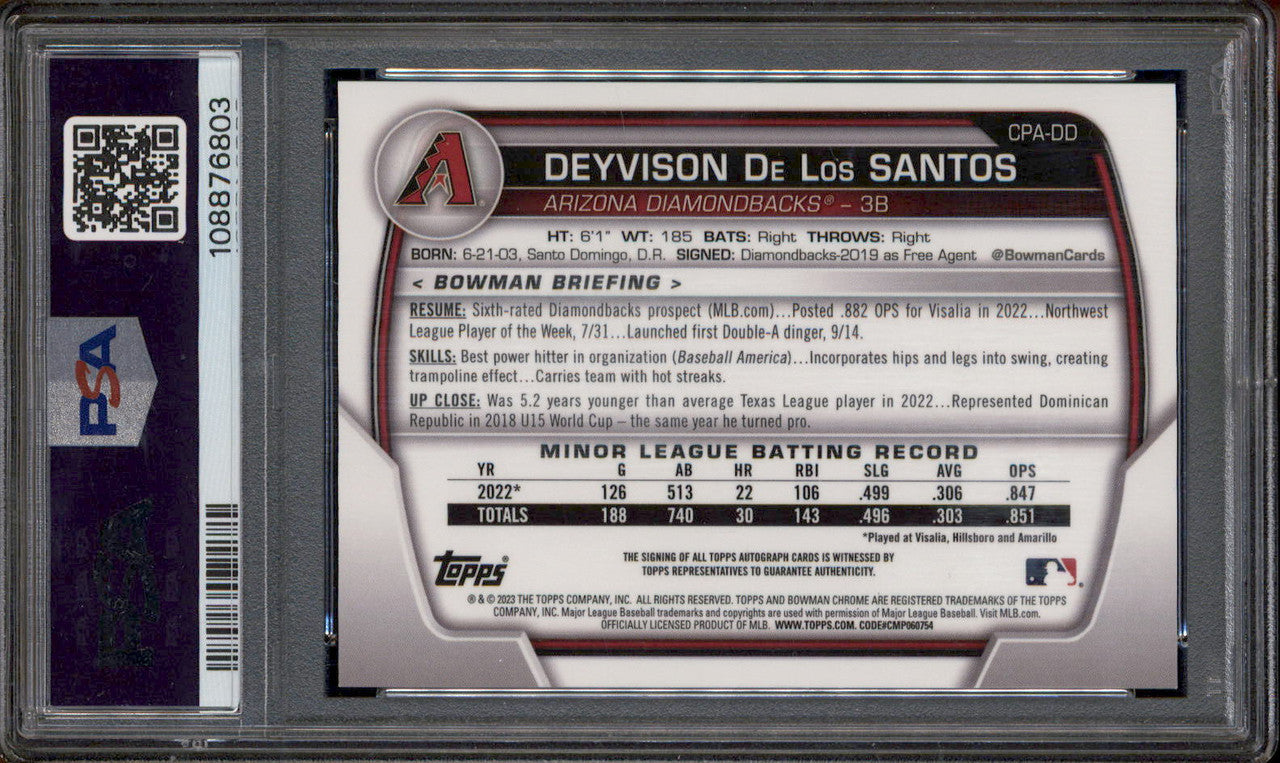 108876803
PSA
CPA-DD
DEYVISON DE LOS SANTOS
ARIZONA DIAMONDBACKS® – 3B
HT: 6'1" WT: 185 BATS: Right THROWS: Right
BORN: 6-21-03, Santo Domingo, D.R. SIGNED: Diamondbacks-2019 as Free Agent @BowmanCards
< BOWMAN BRIEFING >
RESUME: Sixth-rated Diamondbacks prospect (MLB.com)...Posted .882 OPS for Visalia in 2022...Northwest
League Player of the Week, 7/31...Launched first Double-A dinger, 9/14.
SKILLS: Best power hitter in organization (Baseball America)...Incorporates hips and legs into swing, creating
trampoline effect...Carries team with hot streaks.
UP CLOSE: Was 5.2 years younger than average Texas League player in 2022...Represented Dominican
Republic in 2018 U15 World Cup – the same year he turned pro.
MINOR LEAGUE BATTING RECORD
YR G AB HR RBI SLG AVG OPS
2022* 126 513 22 106 .499 .306 .847
TOTALS 188 740 30 143 .496 .303 .851
*Played at Visalia, Hillsboro and Amarillo
Topps®
THE SIGNING OF ALL TOPPS AUTOGRAPH CARDS IS WITNESSED BY
TOPPS REPRESENTATIVES TO GUARANTEE AUTHENTICITY.
® & © 2023 THE TOPPS COMPANY, INC. ALL RIGHTS RESERVED. TOPPS AND BOWMAN CHROME ARE REGISTERED TRADEMARKS OF THE TOPPS
COMPANY, INC. Major League Baseball trademarks and copyrights are used with permission of Major League Baseball. Visit MLB.com.
OFFICIALLY LICENSED PRODUCT OF MLB. WWW.TOPPS.COM. CODE#CMP060754